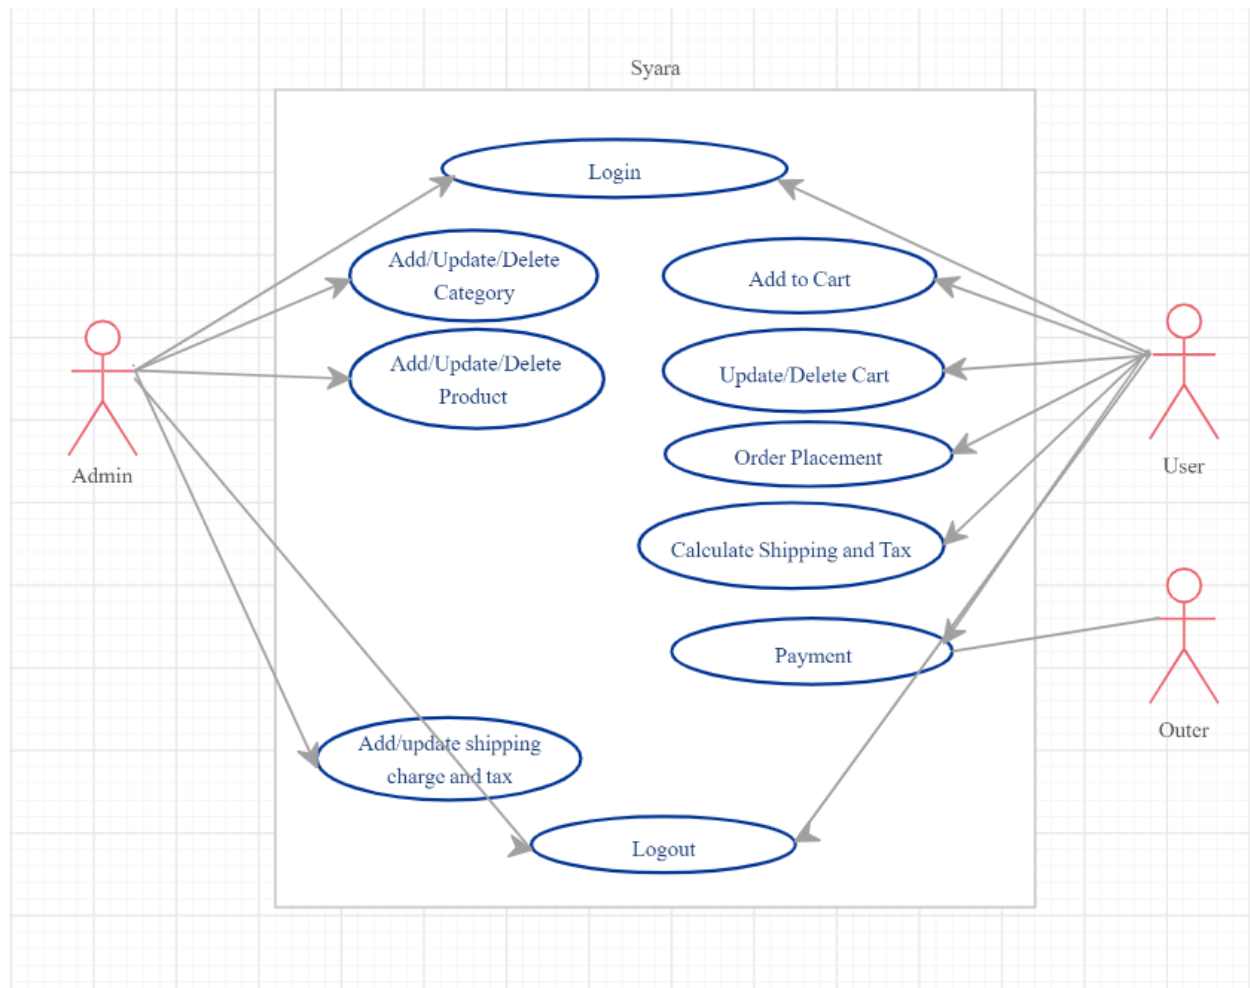 Syara
Login
Add/Update/Delete
Category
Add to Cart
Add/Update/Delete
Product
Update/Delete Cart
Order Placement
Admin
User
Calculate Shipping and Tax
Payment
Outer
Add/update shipping
charge and tax
Logout